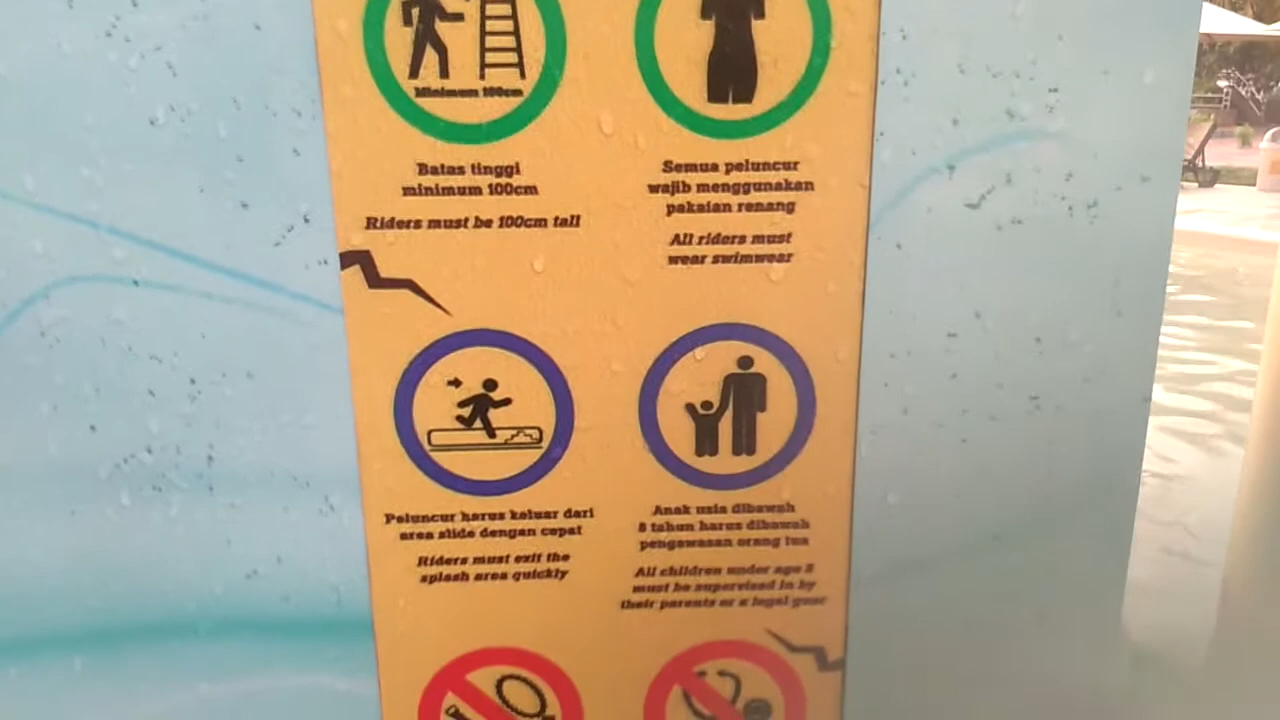 Minimum 100cm
Batas tinggi
minimum 100cm
Riders must be 100cm tall
Semua peluncur
wajib menggunakan
pakaian renang
All riders must
wear swimwear
Peluncur harus keluar dari
area slide dengan cepat
Riders must exit the
splash area quickly
Anak usia dibawah
8 tahun harus dibawah
pengawasan orang tua
All children under age 8
must be supervised in by
their parents or a legal